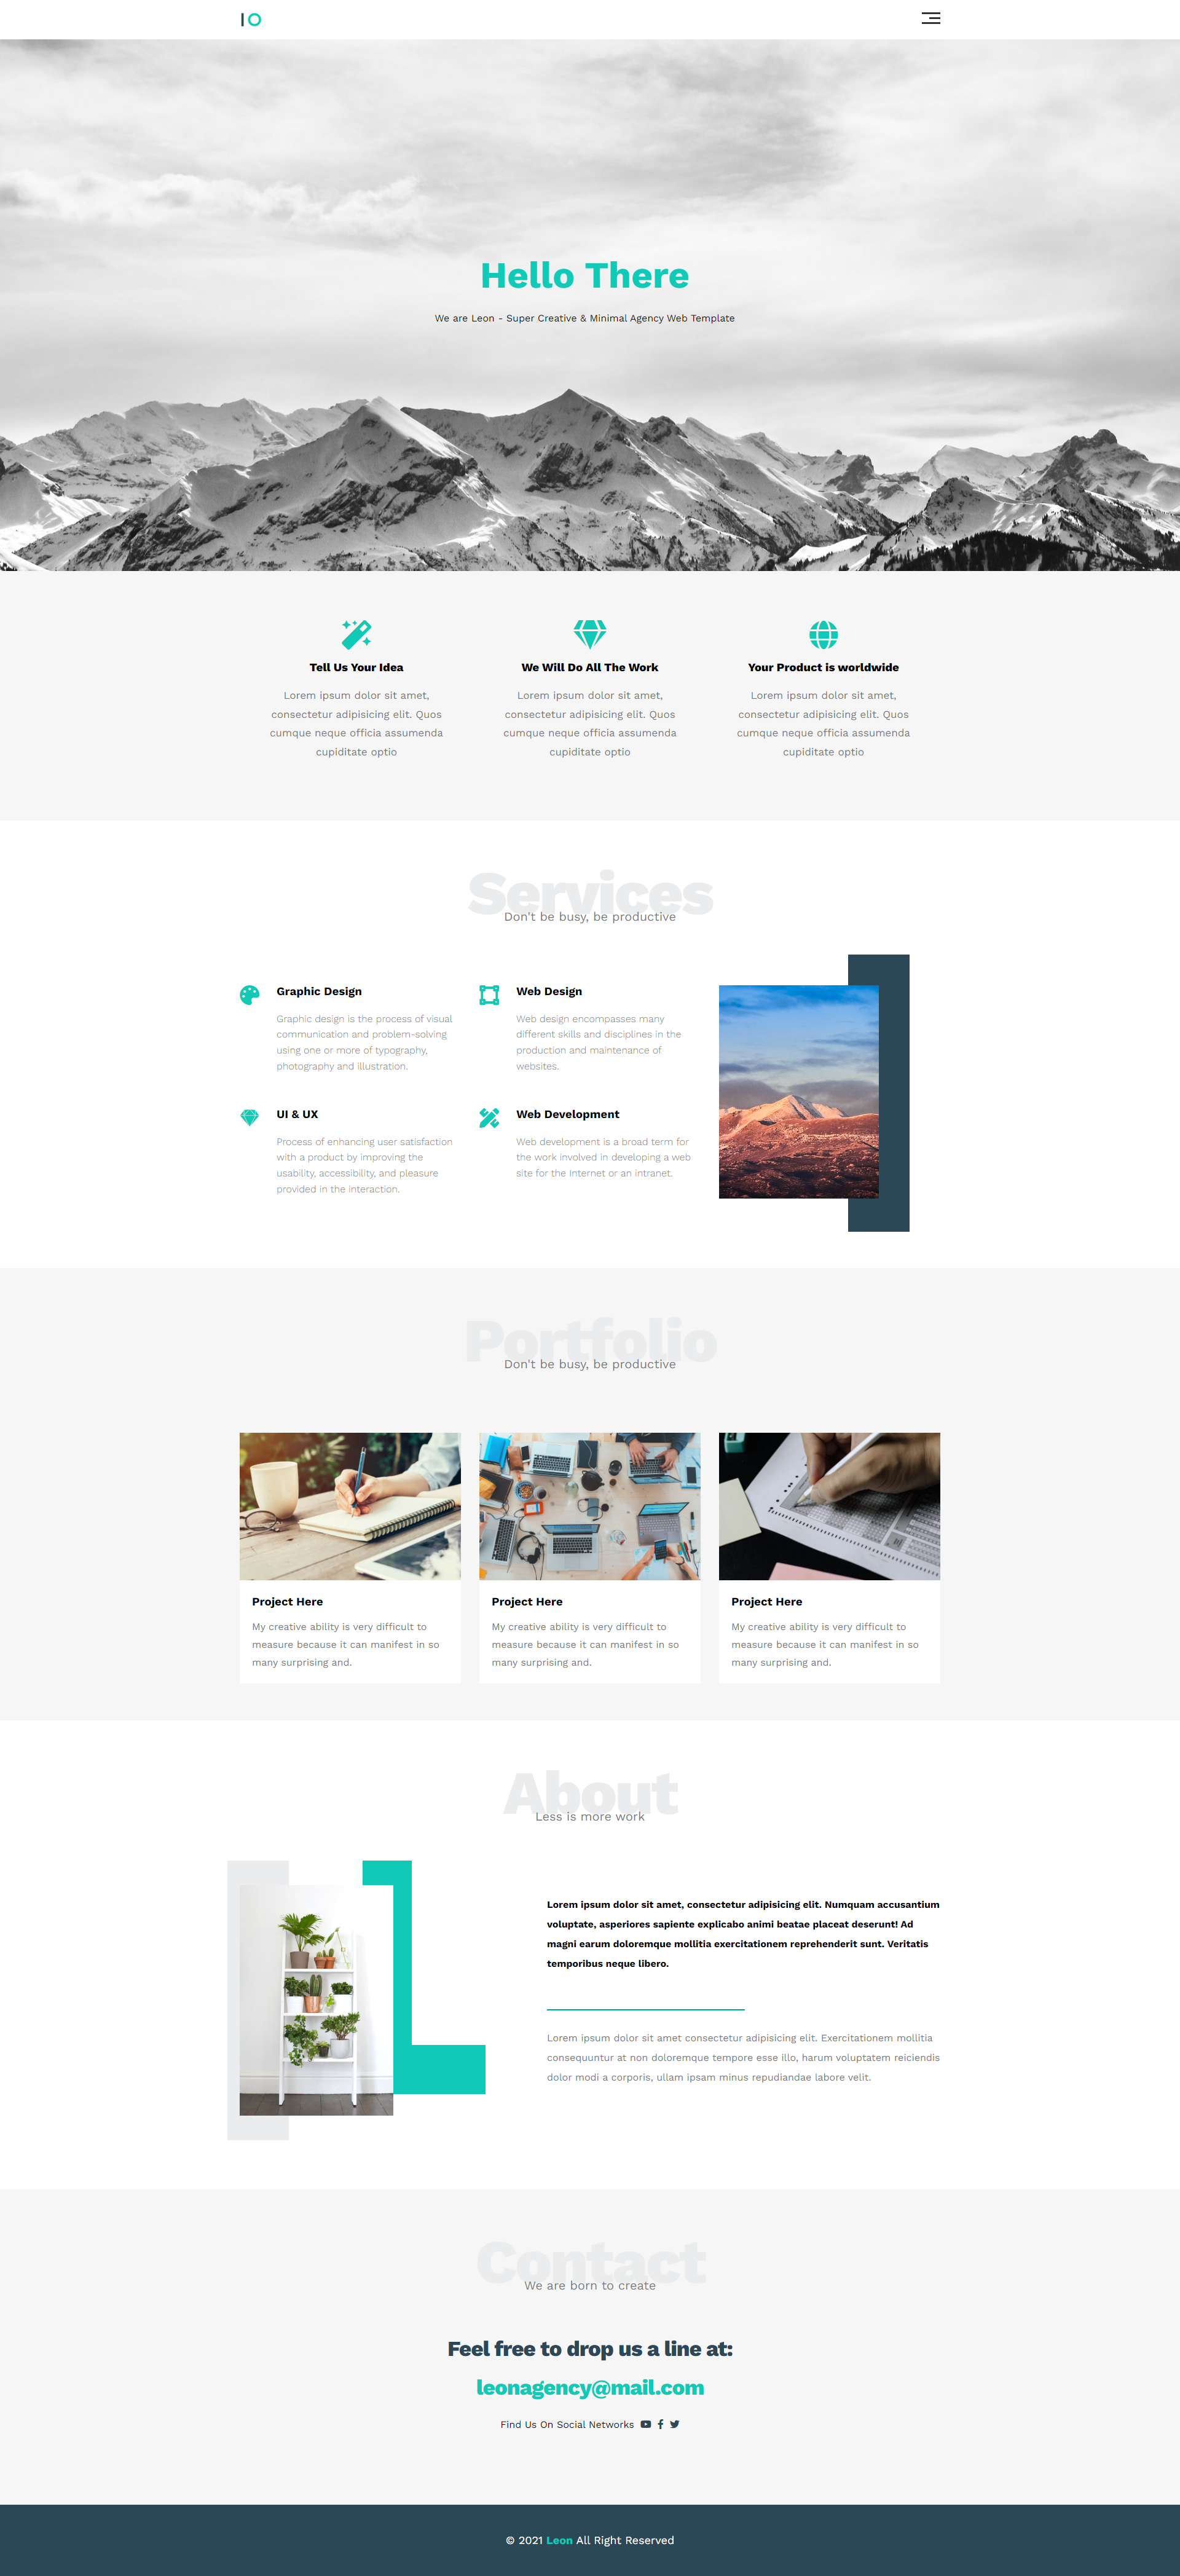 IO
Hello There
We are Leon - Super Creative & Minimal Agency Web Template
Tell Us Your Idea
Lorem ipsum dolor sit amet,
consectetur adipisicing elit. Quos
cumque neque officia assumenda
cupiditate optio
We Will Do All The Work
Lorem ipsum dolor sit amet,
consectetur adipisicing elit. Quos
cumque neque officia assumenda
cupiditate optio
Your Product is worldwide
Lorem ipsum dolor sit amet,
consectetur adipisicing elit. Quos
cumque neque officia assumenda
cupiditate optio
Services
Don't be busy, be productive
Graphic Design
Graphic design is the process of visual
communication and problem-solving
using one or more of typography,
photography and illustration.
Web Design
Web design encompasses many
different skills and disciplines in the
production and maintenance of
websites.
UI & UX
Process of enhancing user satisfaction
with a product by improving the
usability, accessibility, and pleasure
provided in the interaction.
Web Development
Web development is a broad term for
the work involved in developing a web
site for the Internet or an intranet.
Portfolio
Don't be busy, be productive
Project Here
My creative ability is very difficult to
measure because it can manifest in so
many surprising and.
Project Here
My creative ability is very difficult to
measure because it can manifest in so
many surprising and.
Project Here
My creative ability is very difficult to
measure because it can manifest in so
many surprising and.
About
Less is more work
Lorem ipsum dolor sit amet, consectetur adipisicing elit. Numquam accusantium
voluptate, asperiores sapiente explicabo animi beatae placeat deserunt! Ad
magni earum doloremque mollitia exercitationem reprehenderit sunt. Veritatis
temporibus neque libero.
Lorem ipsum dolor sit amet consectetur adipisicing elit. Exercitationem mollitia
consequuntur at non doloremque tempore esse illo, harum voluptatem reiciendis
dolor modi a corporis, ullam ipsam minus repudiandae labore velit.
Contact
We are born to create
Feel free to drop us a line at:
leonagency@mail.com
Find Us On Social Networks
© 2021 Leon All Right Reserved